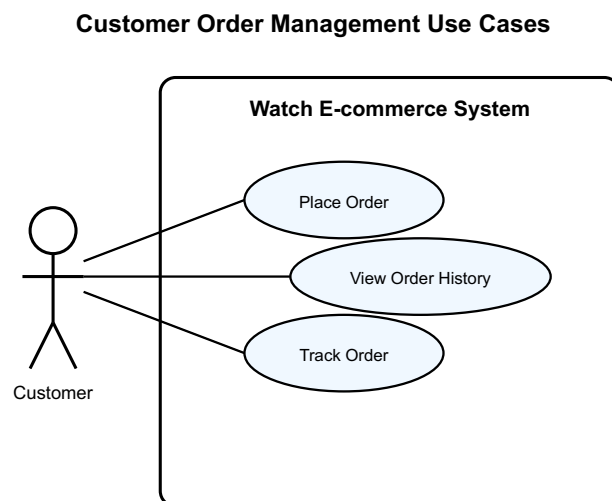 Customer Order Management Use Cases
Watch E-commerce System
Place Order
View Order History
Track Order
Customer